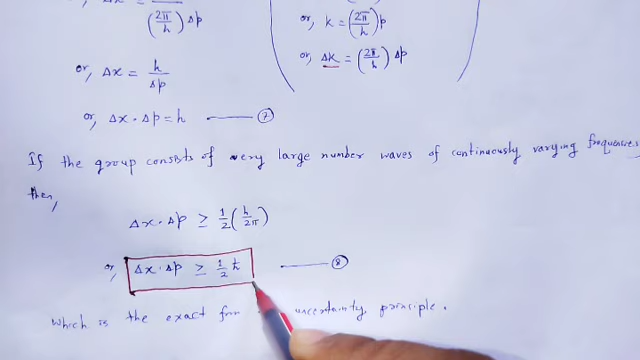 (2π/h) Δp
or, k = (2π/h) p
or, Δk = (2π/h) Δp
or, Δx = h/Δp
or, Δx · Δp = h ——— (7)
If the group consists of very large number waves of continuously varying frequencies
then,
Δx · Δp ≥ 1/2 (h/2π)
or, Δx · Δp ≥ 1/2 ħ ——— (8)
Which is the exact uncertainty principle.